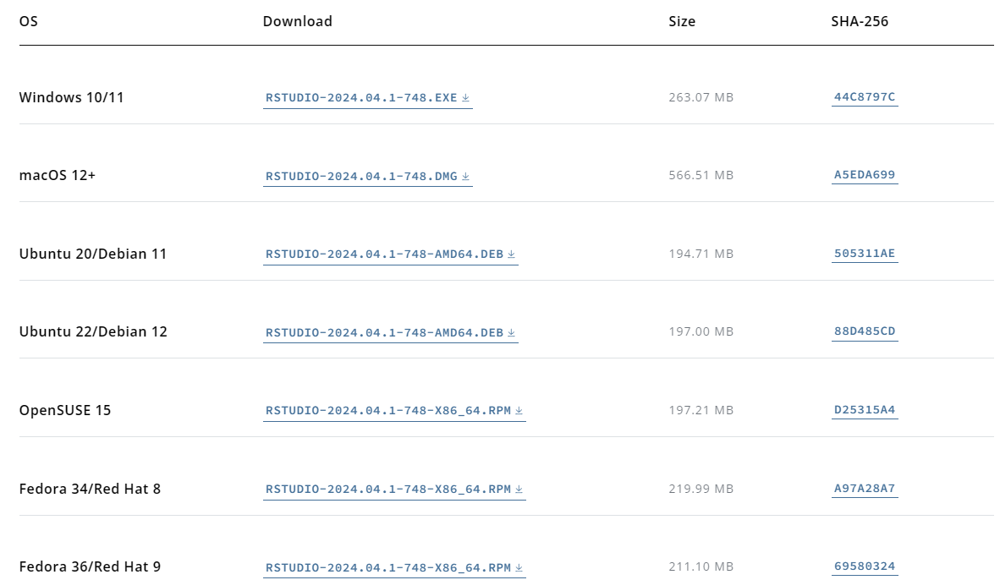 OS Download Size SHA-256
Windows 10/11 RSTUDIO-2024.04.1-748.EXE 263.07 MB 44C8797C
macOS 12+ RSTUDIO-2024.04.1-748.DMG 566.51 MB A5EDA699
Ubuntu 20/Debian 11 RSTUDIO-2024.04.1-748-AMD64.DEB 194.71 MB 505311AE
Ubuntu 22/Debian 12 RSTUDIO-2024.04.1-748-AMD64.DEB 197.00 MB 88D485CD
OpenSUSE 15 RSTUDIO-2024.04.1-748-X86_64.RPM 197.21 MB D25315A4
Fedora 34/Red Hat 8 RSTUDIO-2024.04.1-748-X86_64.RPM 219.99 MB A97A28A7
Fedora 36/Red Hat 9 RSTUDIO-2024.04.1-748-X86_64.RPM 211.10 MB 69580324